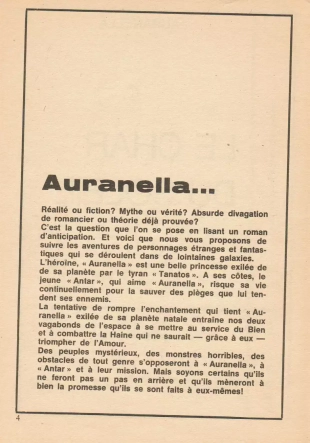 Auranella...
Réalité ou fiction? Mythe ou vérité? Absurde divagation
de romancier ou théorie déjà prouvée?
C'est la question que l'on se pose en lisant un roman
d'anticipation. Et voici que nous vous proposons de
suivre les aventures de personnages étranges et fantas-
tiques qui se déroulent dans de lointaines galaxies.
L'héroïne, « Auranella » est une belle princesse exilée de
de sa planète par le tyran « Tanatos ». A ses côtes, le
jeune « Antar », qui aime « Auranella », risque sa vie
continuellement pour la sauver des pièges que lui ten-
dent ses ennemis.
La tentative de rompre l'enchantement qui tient « Au-
ranella » exilée de sa planète natale entraîne nos deux
vagabonds de l'espace à se mettre au service du Bien
et à combattre la Haine qui ne saurait — grâce à eux —
triompher de l'Amour.
Des peuples mystérieux, des monstres horribles, des
obstacles de tout genre s'opposeront à « Auranella », à
« Antar » et à leur mission. Mais soyons certains qu'ils
ne feront pas un pas en arrière et qu'ils mèneront à
bien la promesse qu'ils se sont faits à eux-mêmes!
4